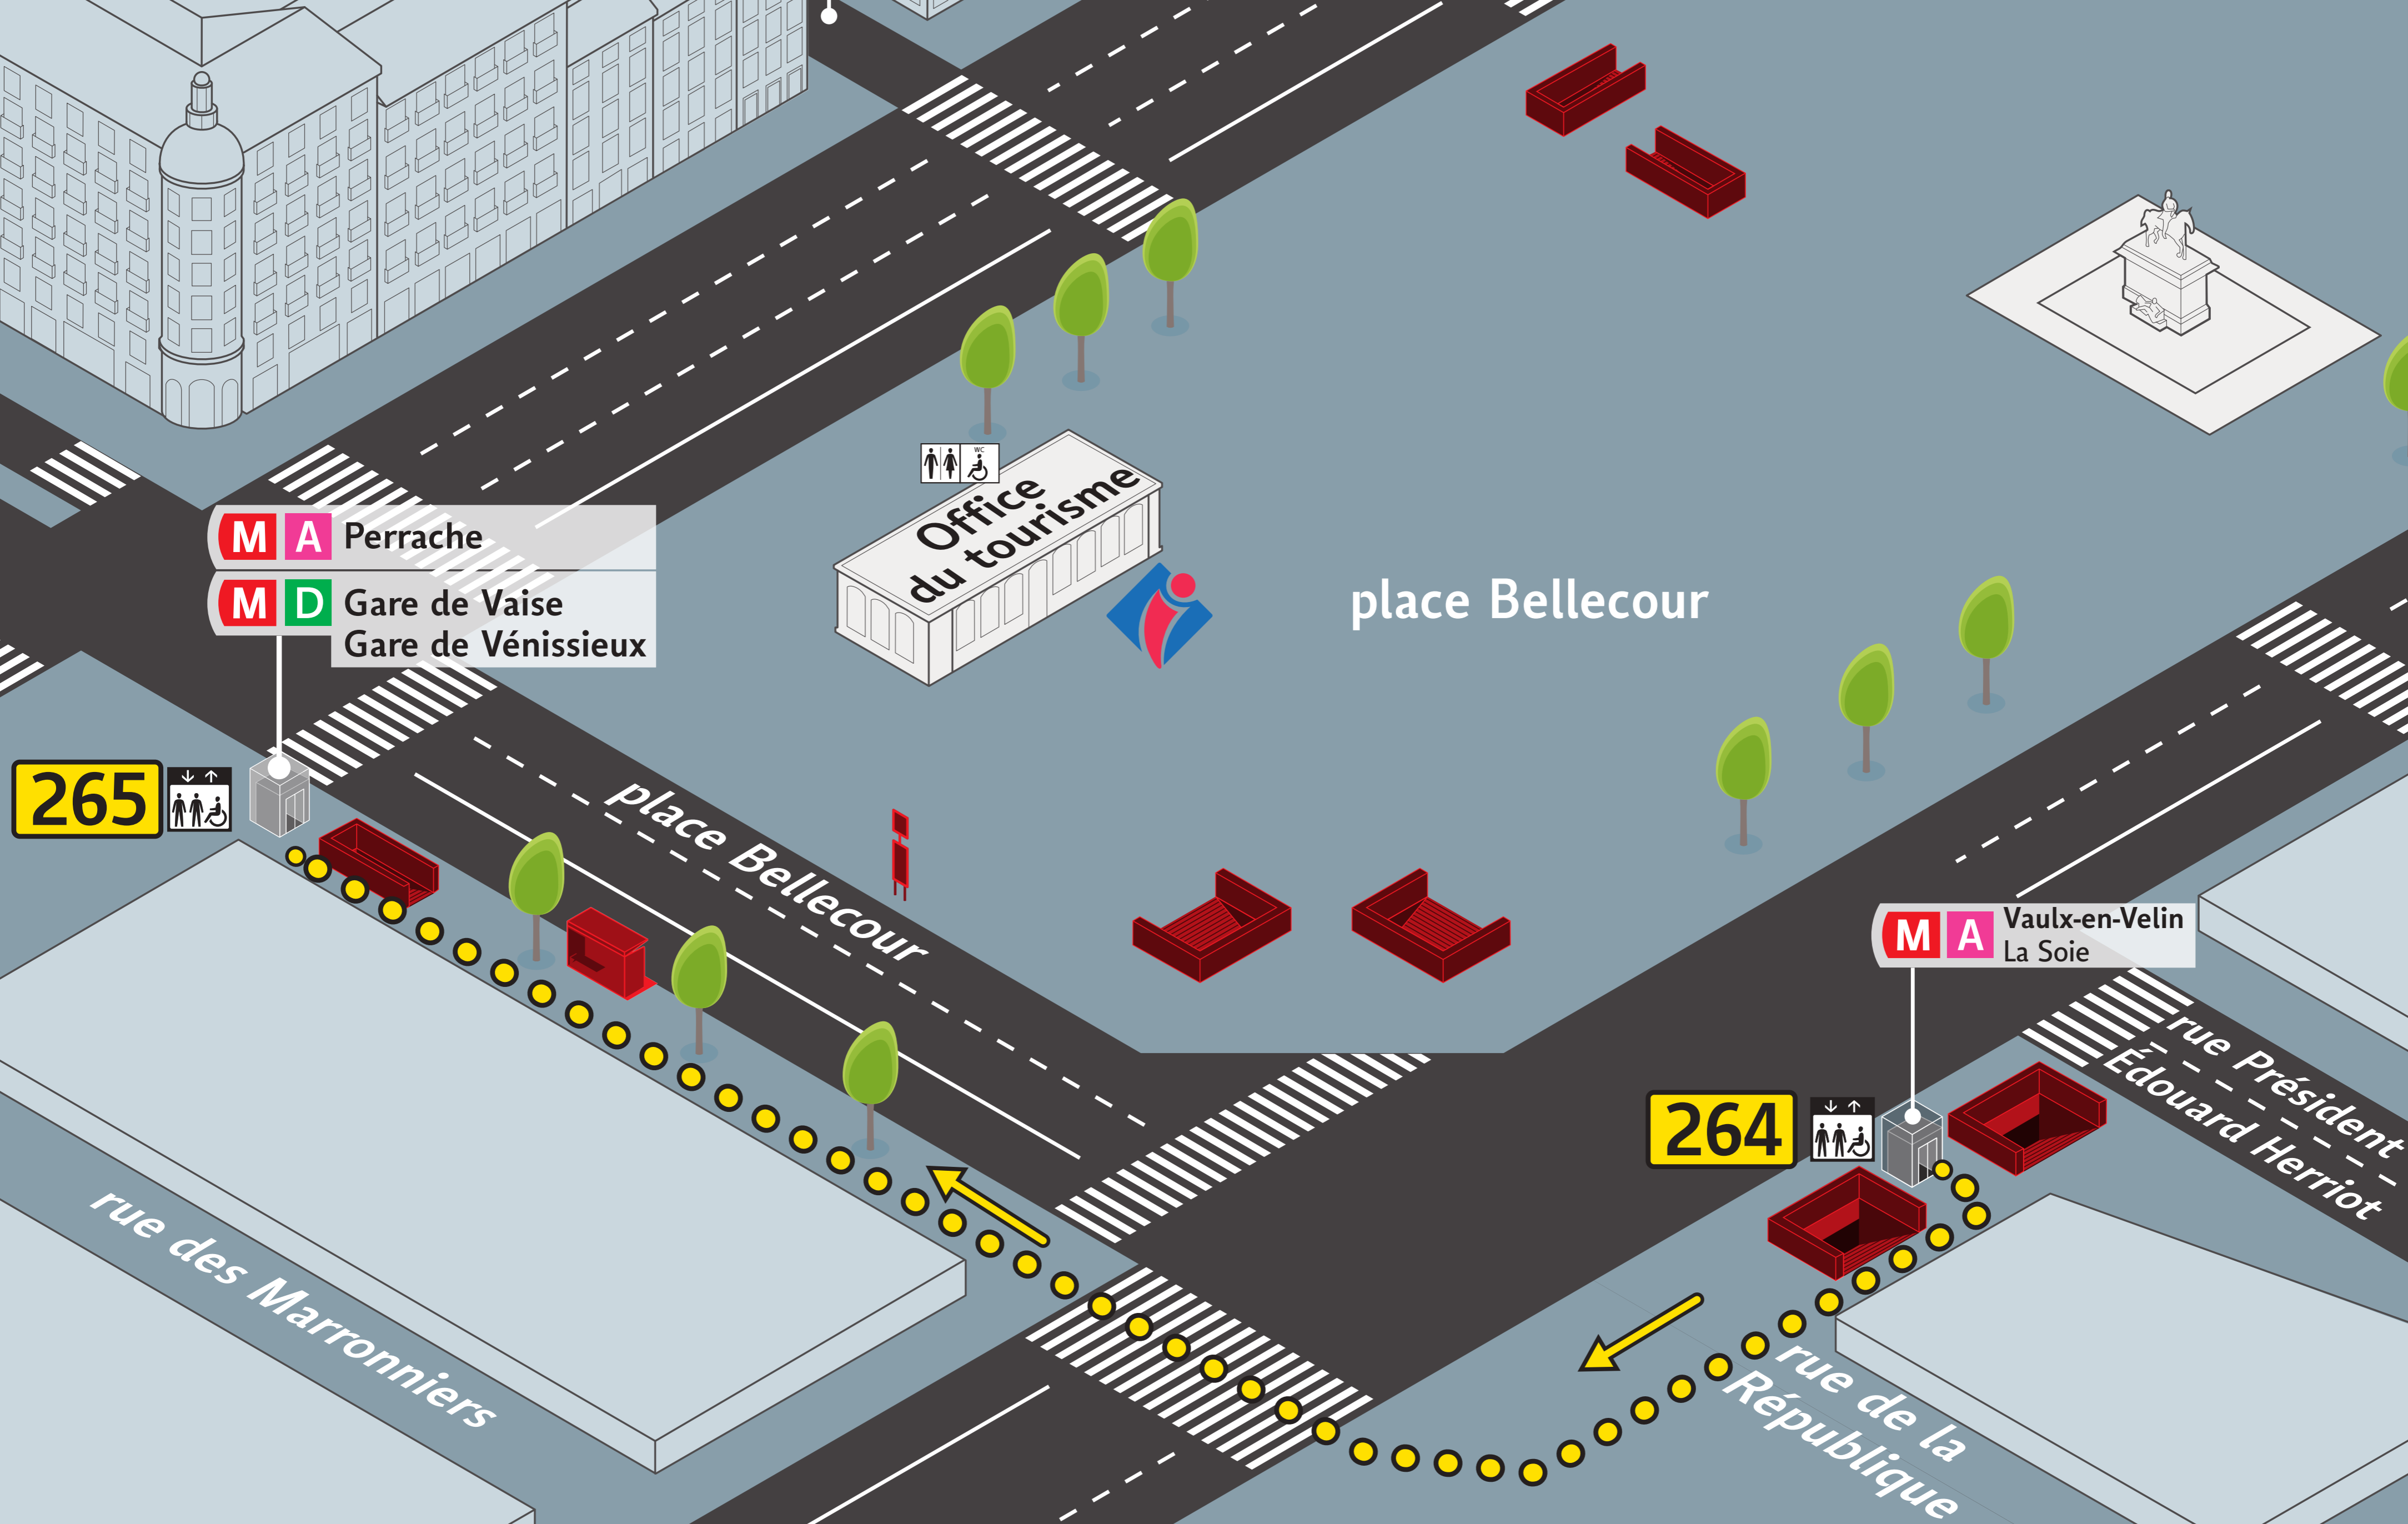 WC
Office
du tourisme
M A Perrache
M D Gare de Vaise
Gare de Vénissieux
place Bellecour
265
place Bellecour
M A Vaulx-en-Velin
La Soie
rue Président
Édouard Herriot
264
rue des Marronniers
rue de la
République